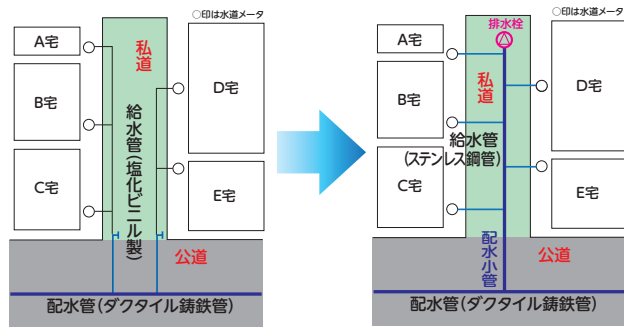 ○印は水道メータ
A宅
B宅
C宅
私道
給水管(塩化ビニル製)
D宅
E宅
公道
配水管(ダクタイル鋳鉄管)
○印は水道メータ
排水栓
A宅
B宅
C宅
私道
給水管
(ステンレス鋼管)
D宅
E宅
配水小管
公道
配水管(ダクタイル鋳鉄管)